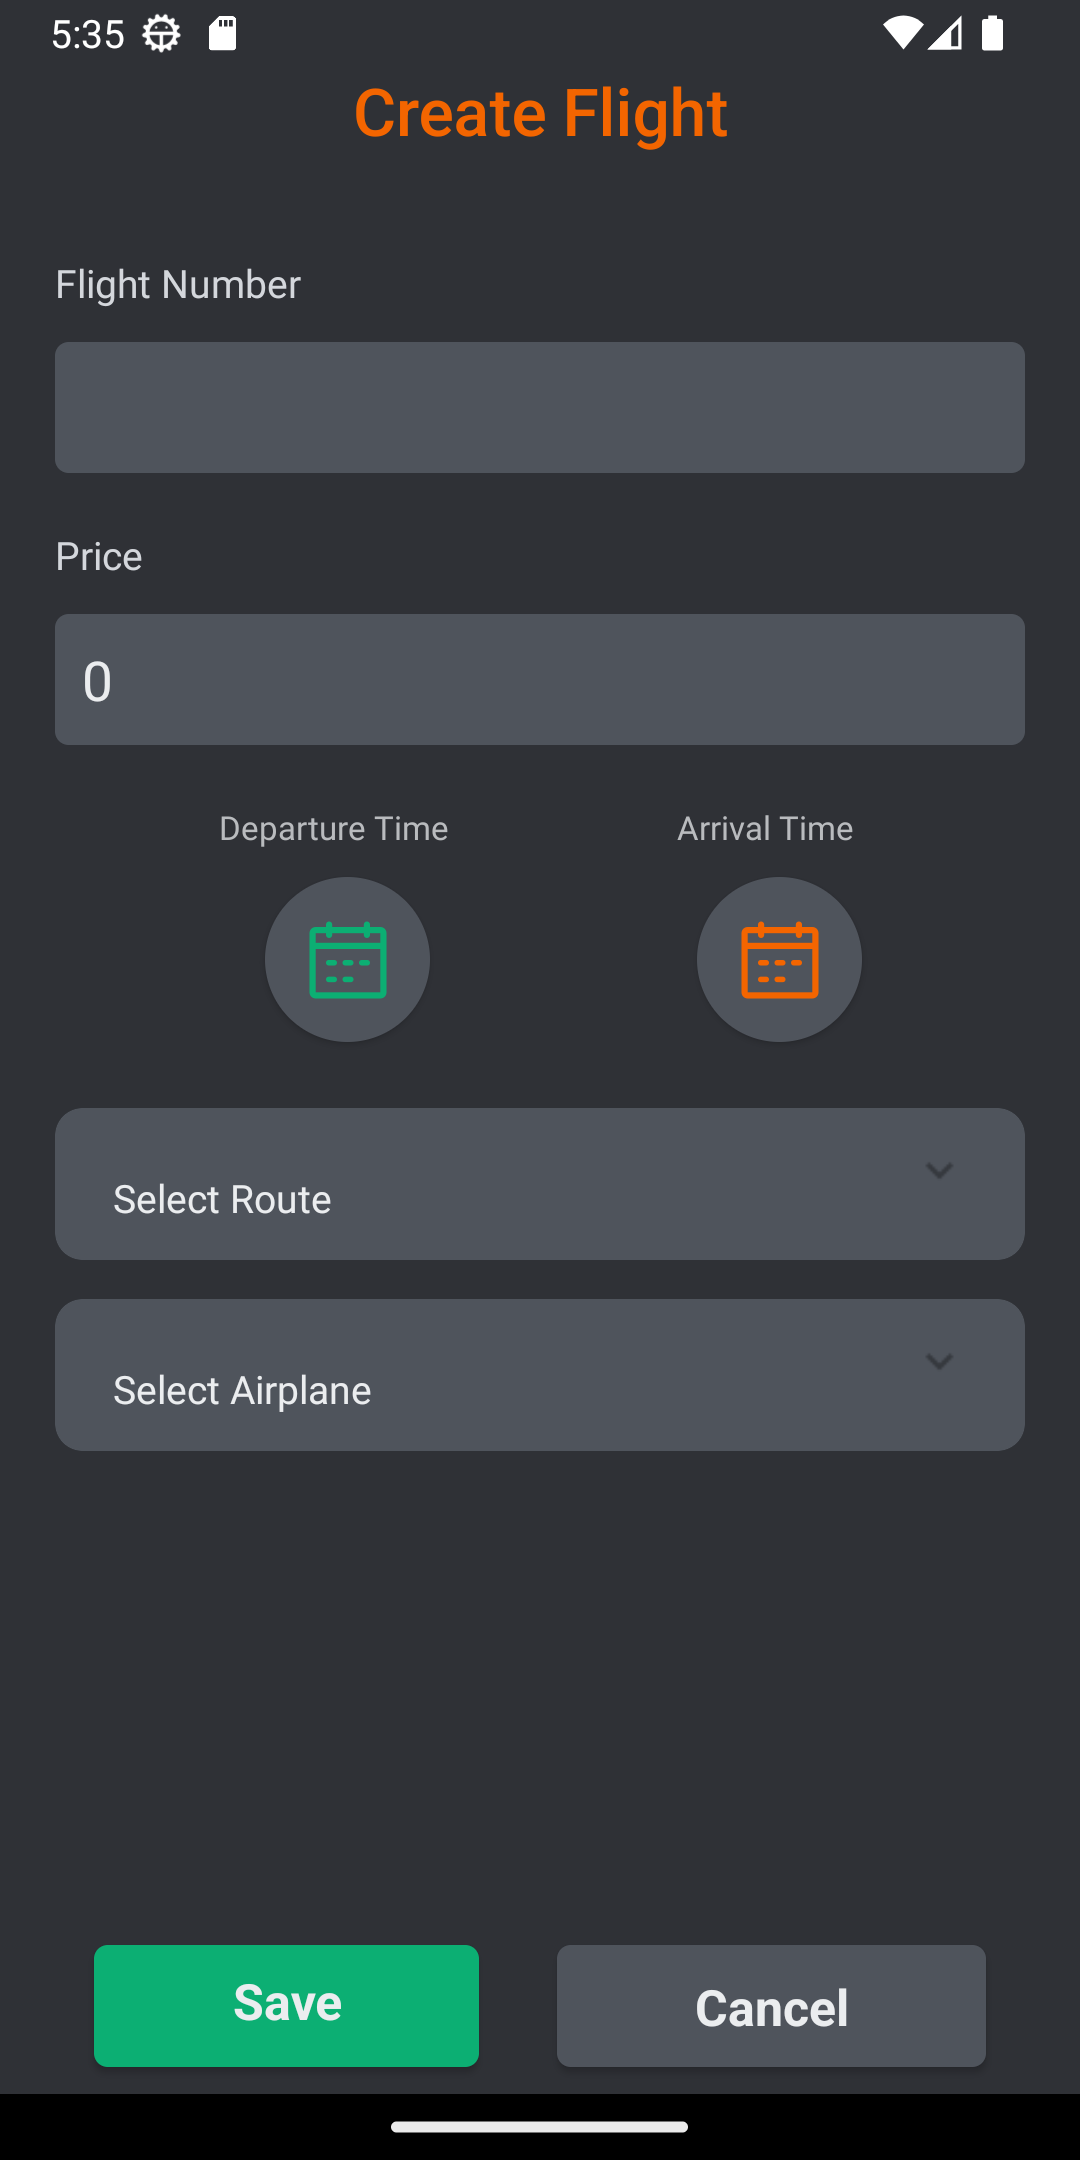 5:35
Create Flight
Flight Number
Price
0
Departure Time Arrival Time
Select Route
Select Airplane
Save Cancel